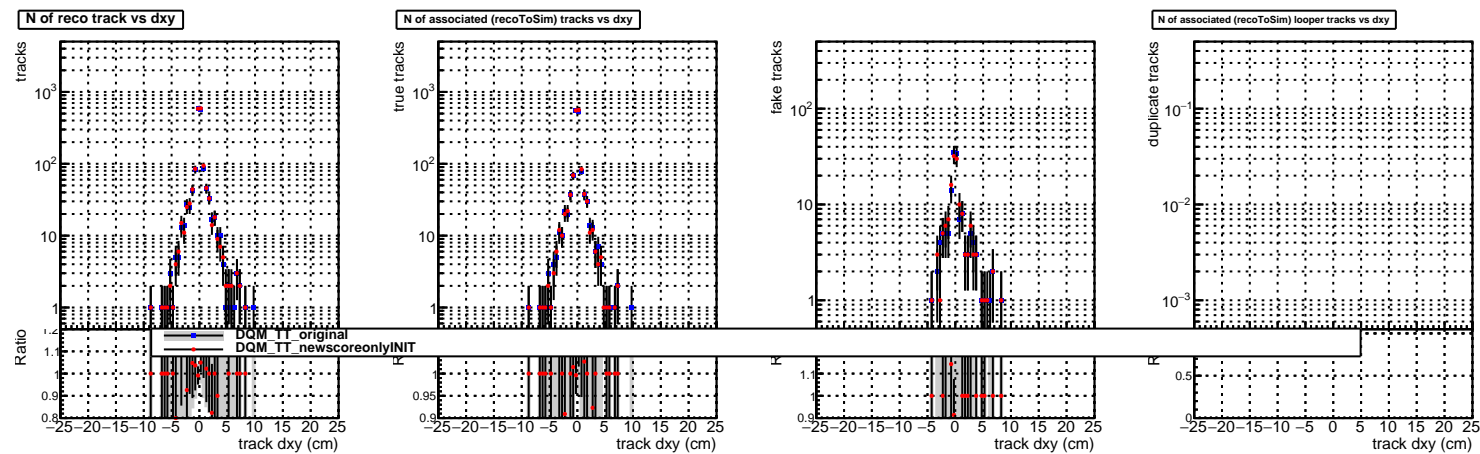 N of reco track vs dxy
N of associated (recoToSim) tracks vs dxy
N of associated (recoToSim) looper tracks vs dxy
tracks
10³
10²
10
1
Ratio
1.2
1.1
1
0.9
0.8
−25−20−15−10 −5 0 5 10 15 20 25
track dxy (cm)
true tracks
10³
10²
10
1
1
0.95
0.9
−25−20−15−10 −5 0 5 10 15 20 25
track dxy (cm)
fake tracks
10²
10
1
1.1
1
0.9
−25−20−15−10 −5 0 5 10 15 20 25
track dxy (cm)
duplicate tracks
10⁻¹
10⁻²
10⁻³
0.5
0
−25−20−15−10 −5 0 5 10 15 20 25
track dxy (cm)
DQM_TT_original
DQM_TT_newscoreonlyINIT